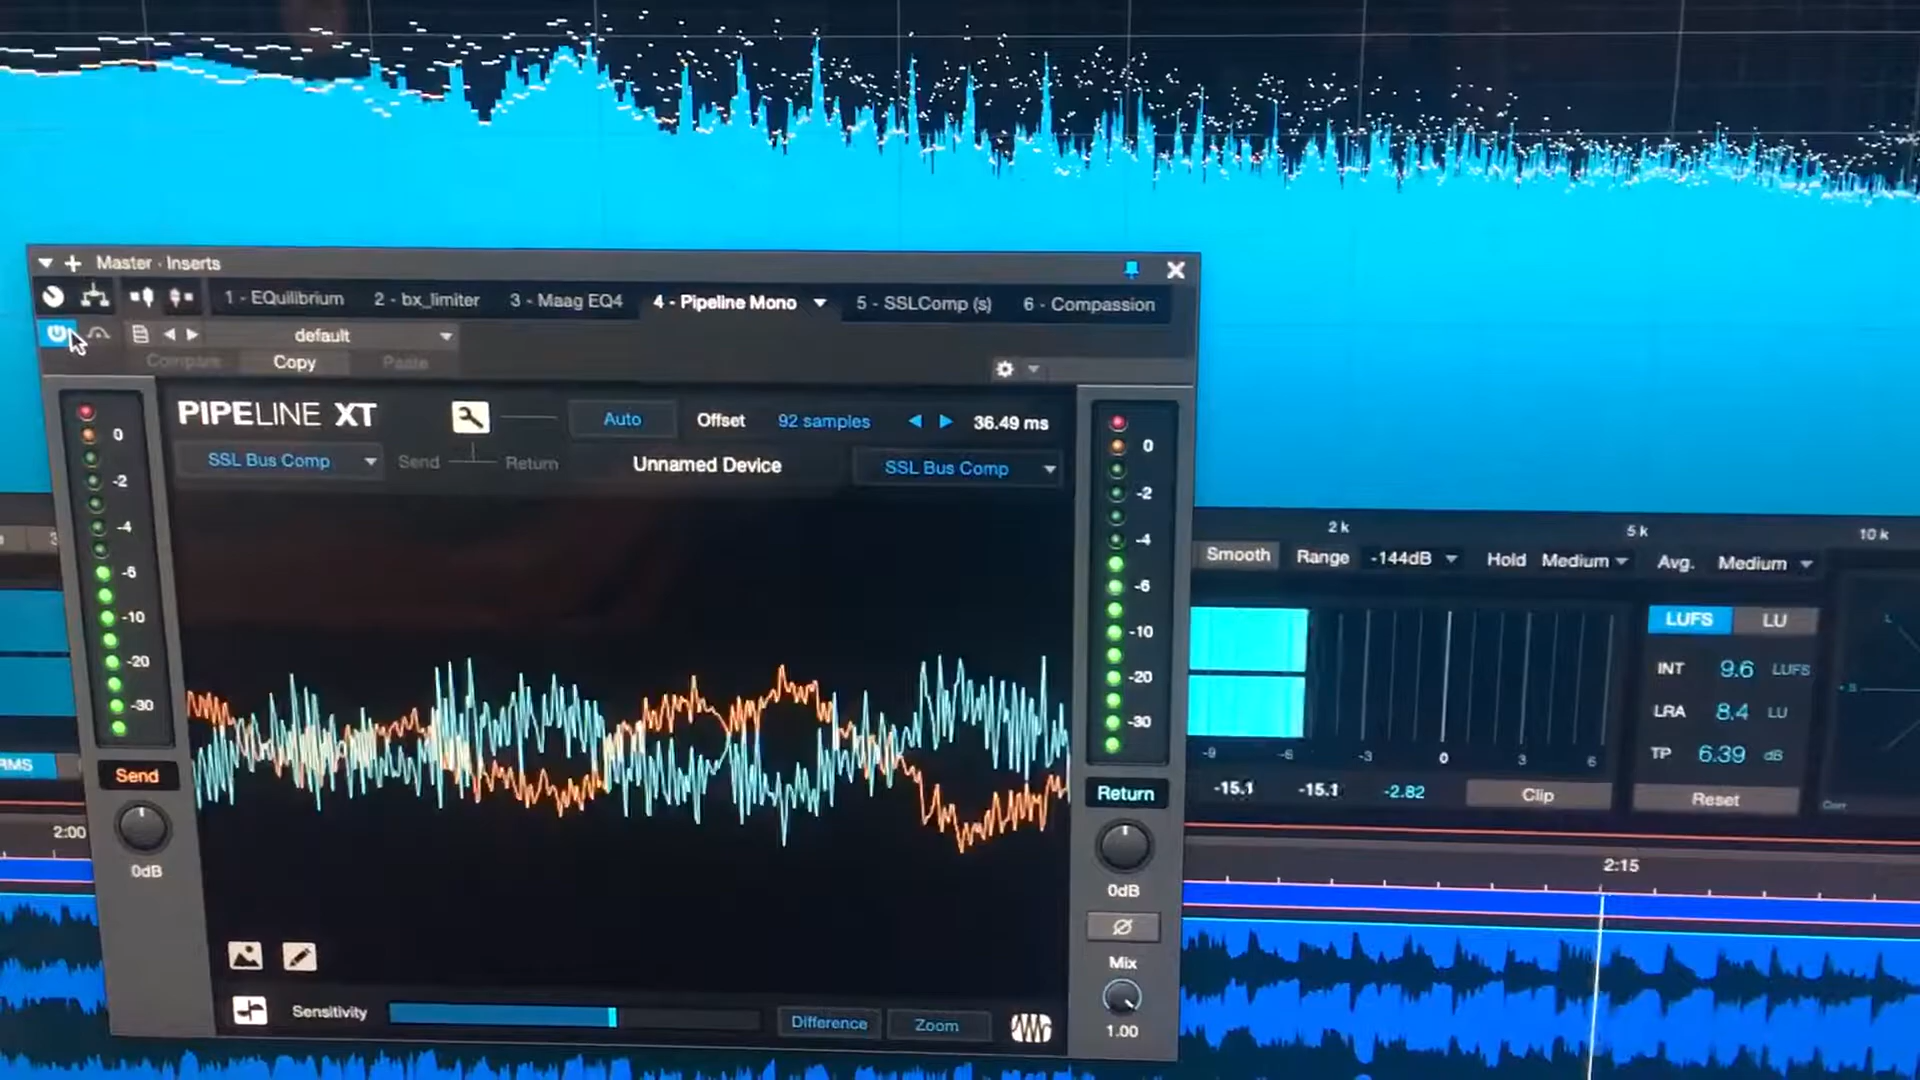 Master · Inserts
1 - EQuilibrium 2 - bx_limiter 3 - Maag EQ4 4 - Pipeline Mono 5 - SSLComp (s) 6 - Compassion
default
Compare Copy Paste
PIPELINE XT Auto Offset 92 samples 36.49 ms
SSL Bus Comp Send Return Unnamed Device SSL Bus Comp
0
-2
-4
-6
-10
-20
-30
Send
0dB
0
-2
-4
-6
-10
-20
-30
Return
0dB
Ø
Mix
1.00
Sensitivity Difference Zoom
2k 5k 10k
Smooth Range -144dB Hold Medium Avg. Medium
LUFS LU
INT 9.6 LUFS
LRA 8.4 LU
TP 6.39 dB
Reset
-9 -6 -3 0 3 6
-15.1 -15.1 -2.82 Clip
RMS
2:00
2:15